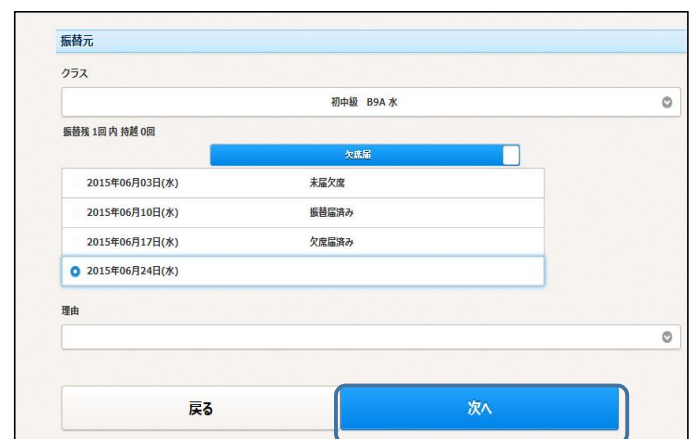 振替元
クラス
初中級 B9A 水
振替残 1回 内 持越 0回
欠席届
2015年06月03日(水) 未届欠席
2015年06月10日(水) 振替届済み
2015年06月17日(水) 欠席届済み
2015年06月24日(水)
理由
戻る 次へ